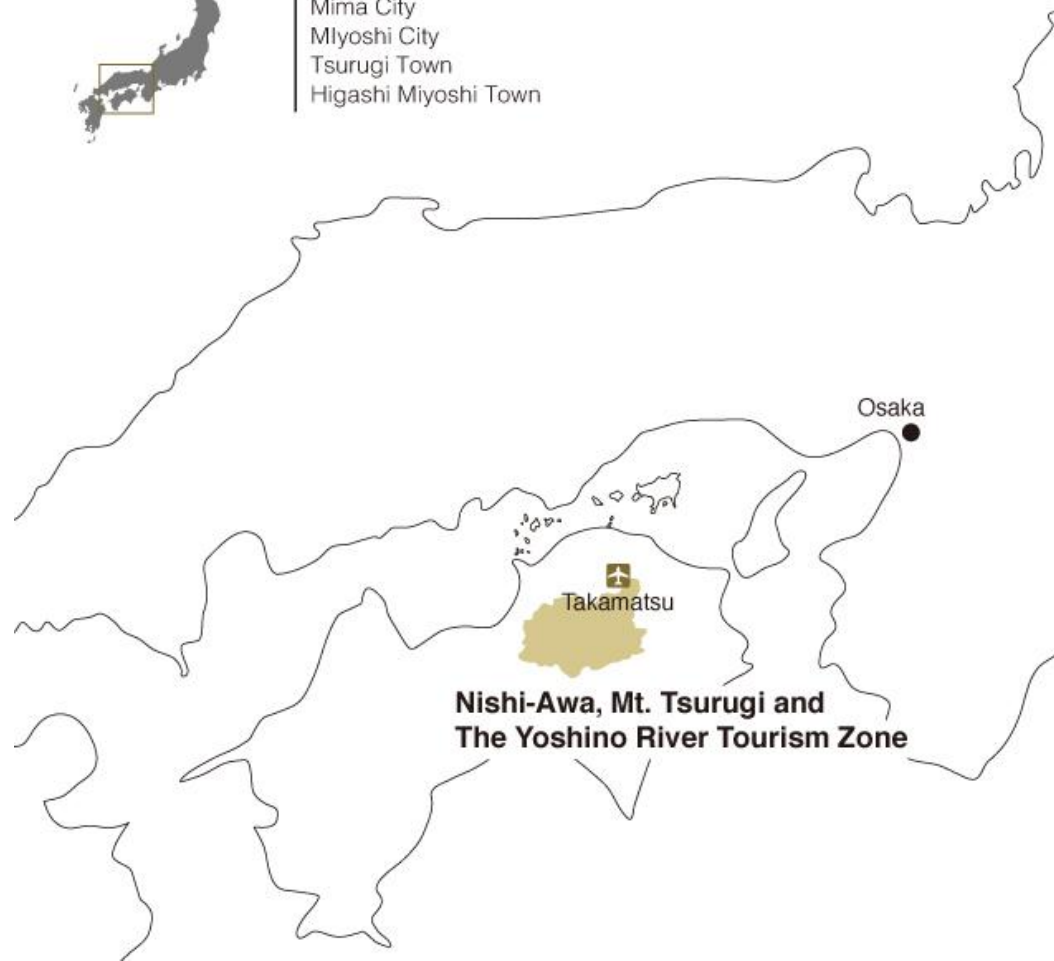 Mima City
MIyoshi City
Tsurugi Town
Higashi Miyoshi Town
Osaka
Takamatsu
Nishi-Awa, Mt. Tsurugi and
The Yoshino River Tourism Zone